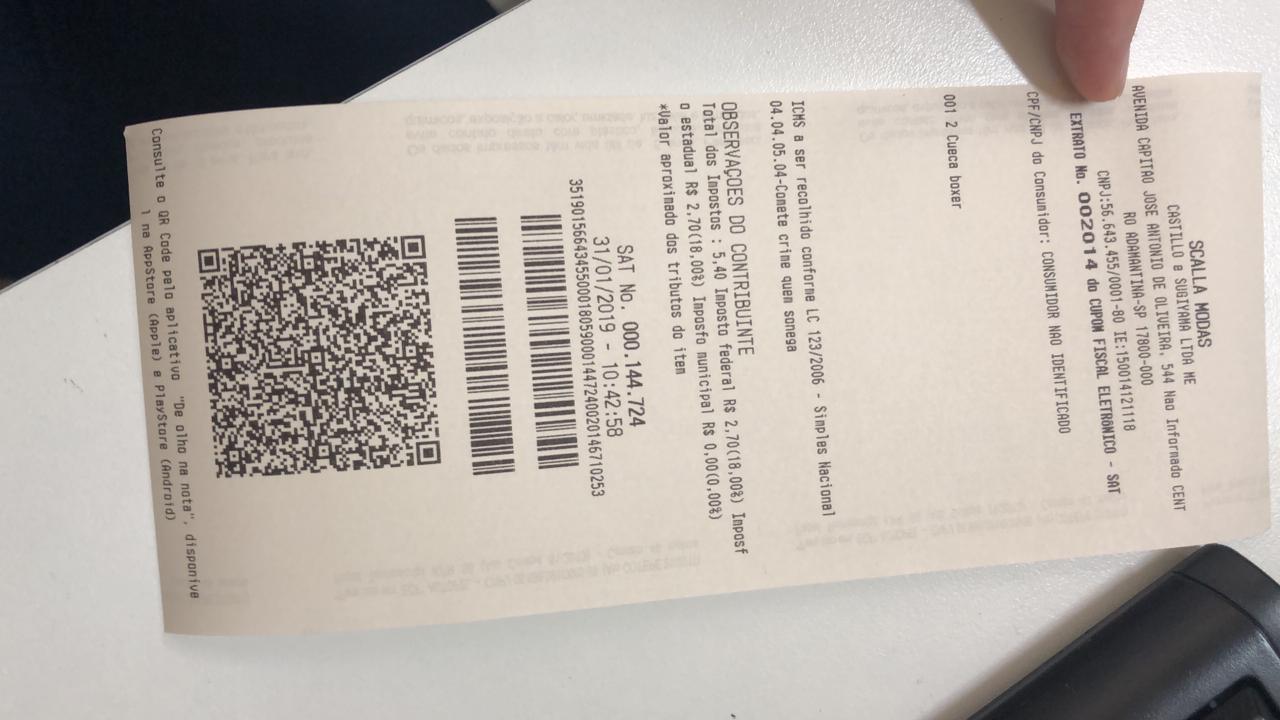 SCALLA MODAS
CASTILLO e SUGIYAMA LTDA ME
AVENIDA CAPITAO JOSE ANTONIO DE OLIVEIRA, 544 Nao Informado CENT
RO ADAMANTINA-SP 17800-000
CNPJ:56.643.455/0001-80 IE:150014121118
EXTRATO No. 002014 do CUPOM FISCAL ELETRôNICO - SAT
CPF/CNPJ do Consumidor: CONSUMIDOR NAO IDENTIFICADO
001 2 Cueca boxer
ICMS a ser recolhido conforme LC 123/2006 - Simples Nacional
04.04.05.04-Comete crime quem sonega
OBSERVAÇOES DO CONTRIBUINTE
Total dos Impostos : 5,40 Imposto federal R$ 2,70(18,00%) Impost
o estadual R$ 2,70(18,00%) Imposto municipal R$ 0,00(0,00%)
*Valor aproximado dos tributos do item
SAT No. 000.144.724
31/01/2019 - 10:42:58
35190156643455000180590001447240020146710253
Consulte o QR Code pelo aplicativo "De olho na nota", disponíve
l na AppStore (Apple) e PlayStore (Android)